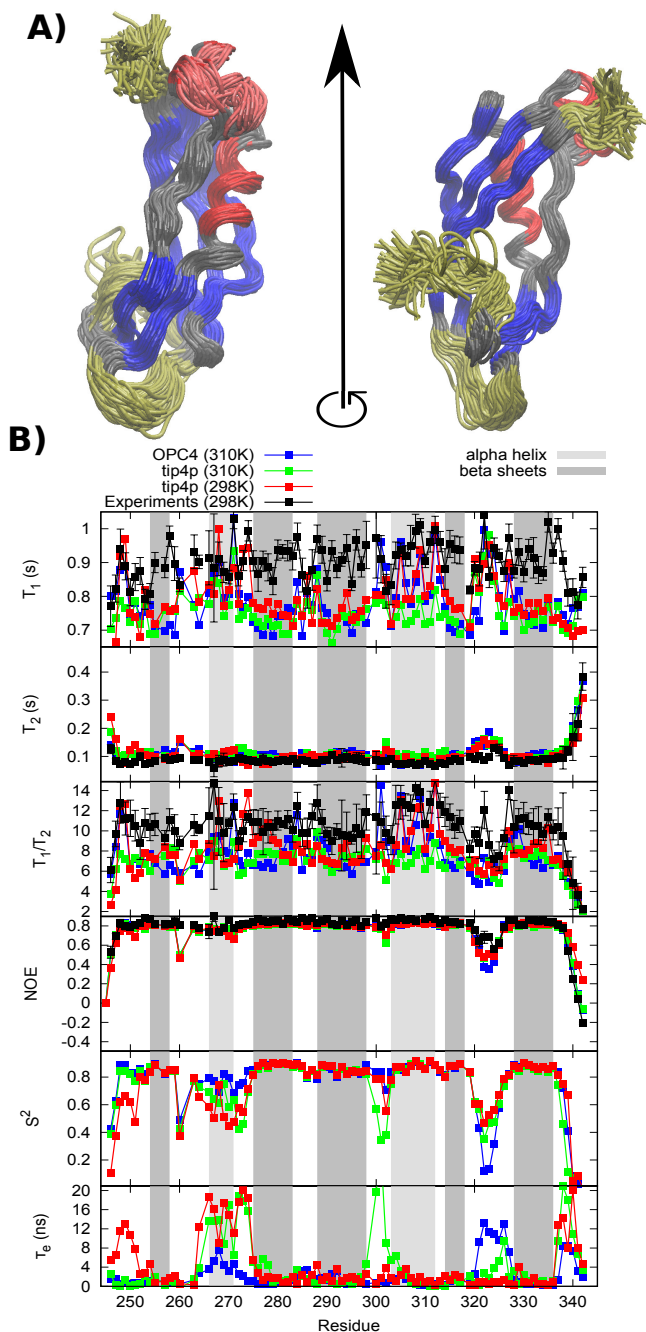 A)
B)
OPC4 (310K)
tip4p (310K)
tip4p (298K)
Experiments (298K)
alpha helix
beta sheets
T1 (s)
1
0.9
0.8
0.7
T2 (s)
0.4
0.3
0.2
0.1
T1/T2
14
12
10
8
6
4
2
NOE
0.8
0.6
0.4
0.2
0
-0.2
-0.4
S2
0.8
0.6
0.4
0.2
τe (ns)
20
16
12
8
4
0
250 260 270 280 290 300 310 320 330 340
Residue